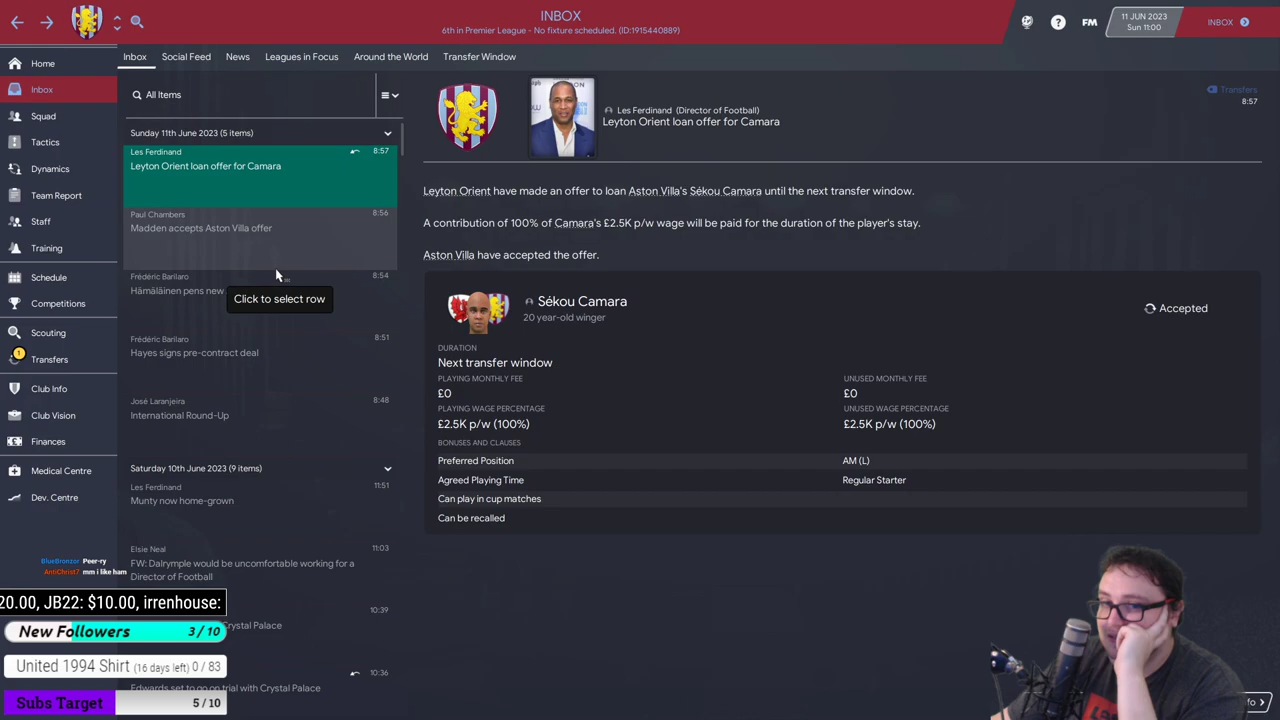 INBOX
6th in Premier League - No fixture scheduled. (ID:1915440889)
?
FM
11 JUN 2023
Sun 11:00
INBOX
Home
Inbox
Squad
Tactics
Dynamics
Team Report
Staff
Training
Schedule
Competitions
Scouting
1
Transfers
Club Info
Club Vision
Finances
Medical Centre
Dev. Centre
Inbox
Social Feed
News
Leagues in Focus
Around the World
Transfer Window
All Items
Sunday 11th June 2023 (5 items)
Les Ferdinand
8:57
Leyton Orient loan offer for Camara
Paul Chambers
8:56
Madden accepts Aston Villa offer
Frédéric Barilaro
8:54
Hämäläinen pens new
Click to select row
Frédéric Barilaro
8:51
Hayes signs pre-contract deal
José Laranjeira
8:48
International Round-Up
Saturday 10th June 2023 (9 items)
Les Ferdinand
11:51
Munty now home-grown
Elsie Neal
11:03
FW: Dalrymple would be uncomfortable working for a
Director of Football
10:39
Crystal Palace
10:36
Edwards set to go on trial with Crystal Palace
Les Ferdinand (Director of Football)
Leyton Orient loan offer for Camara
Transfers
8:57
Leyton Orient have made an offer to loan Aston Villa's Sékou Camara until the next transfer window.
A contribution of 100% of Camara's £2.5K p/w wage will be paid for the duration of the player's stay.
Aston Villa have accepted the offer.
Sékou Camara
20 year-old winger
Accepted
DURATION
Next transfer window
PLAYING MONTHLY FEE
UNUSED MONTHLY FEE
£0
£0
PLAYING WAGE PERCENTAGE
UNUSED WAGE PERCENTAGE
£2.5K p/w (100%)
£2.5K p/w (100%)
BONUSES AND CLAUSES
Preferred Position
AM (L)
Agreed Playing Time
Regular Starter
Can play in cup matches
Can be recalled
BlueBronzor Peer-ry
AntiChrist7 mm i like ham
20.00, JB22: $10.00, irrenhouse:
New Followers 3 / 10
United 1994 Shirt (16 days left) 0 / 83
Subs Target 5 / 10